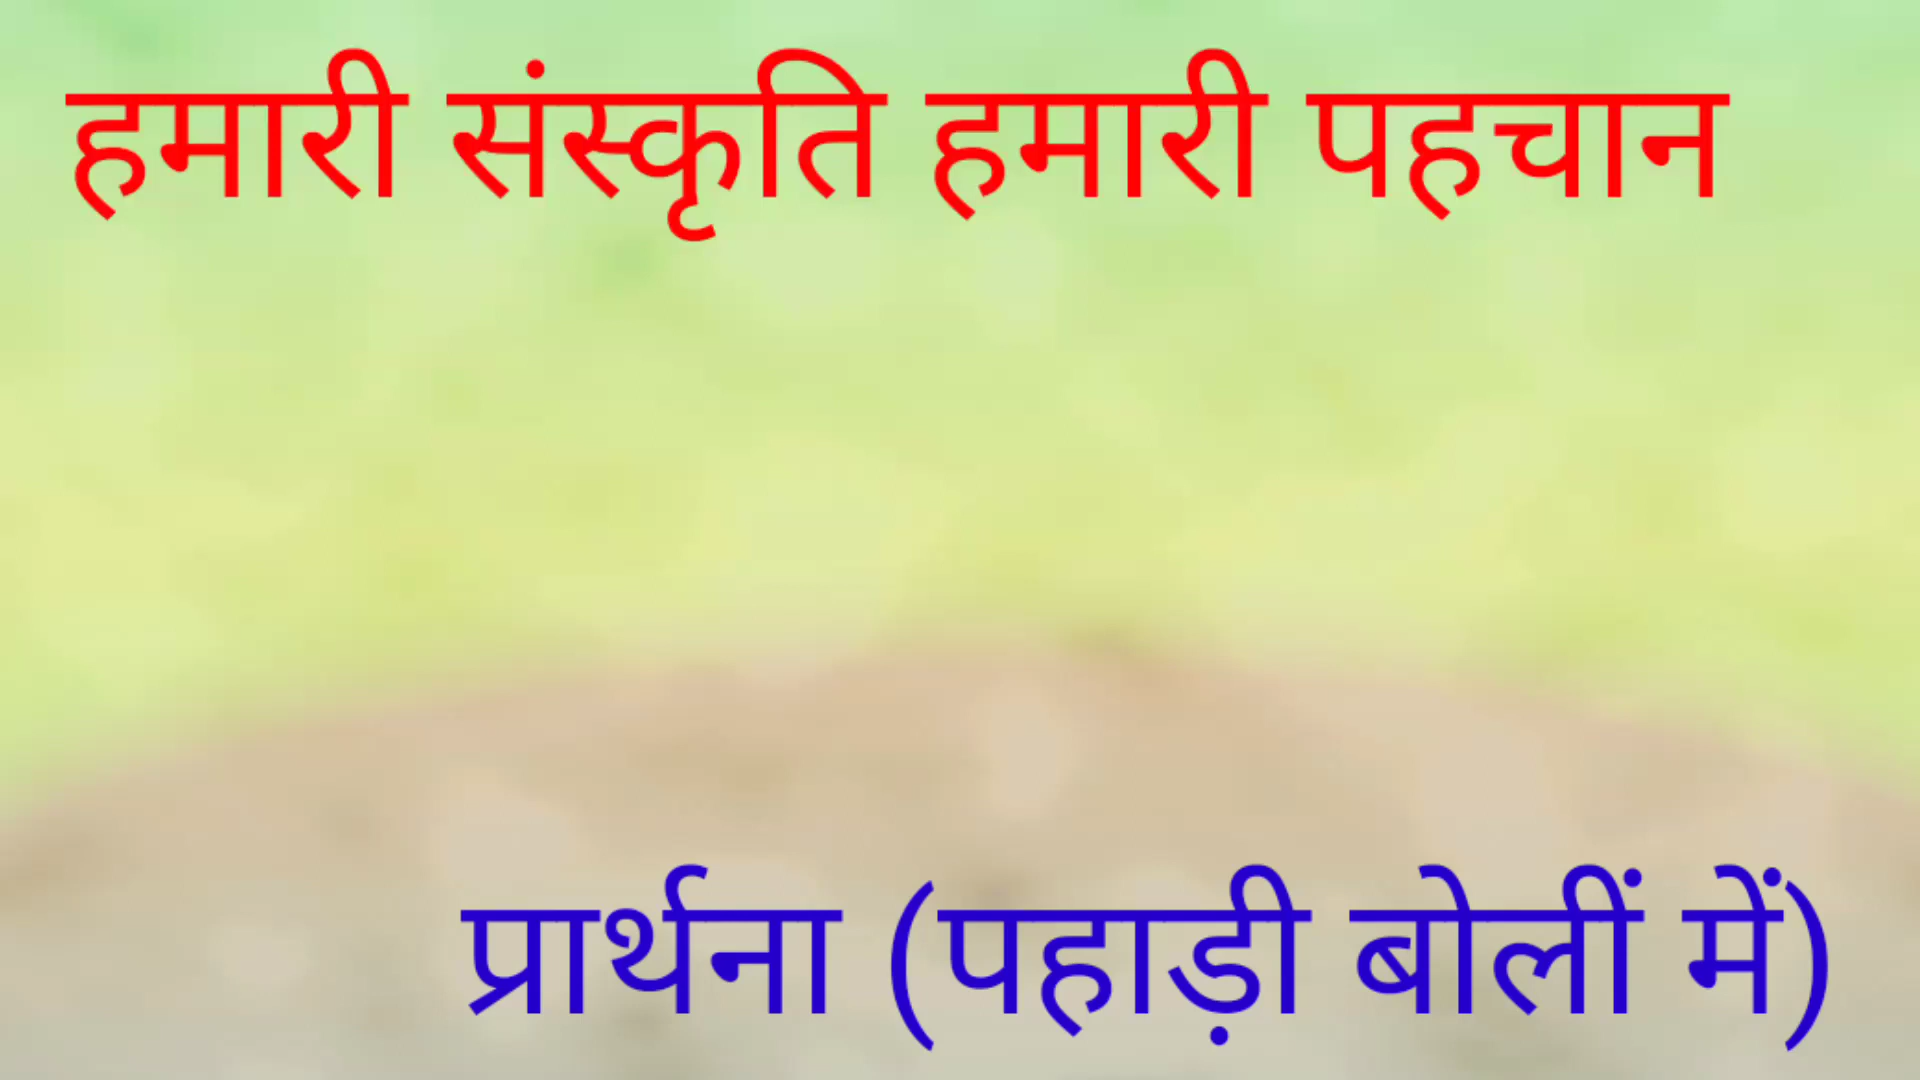 हमारी संस्कृति हमारी पहचान
प्रार्थना (पहाड़ी बोलीं में)